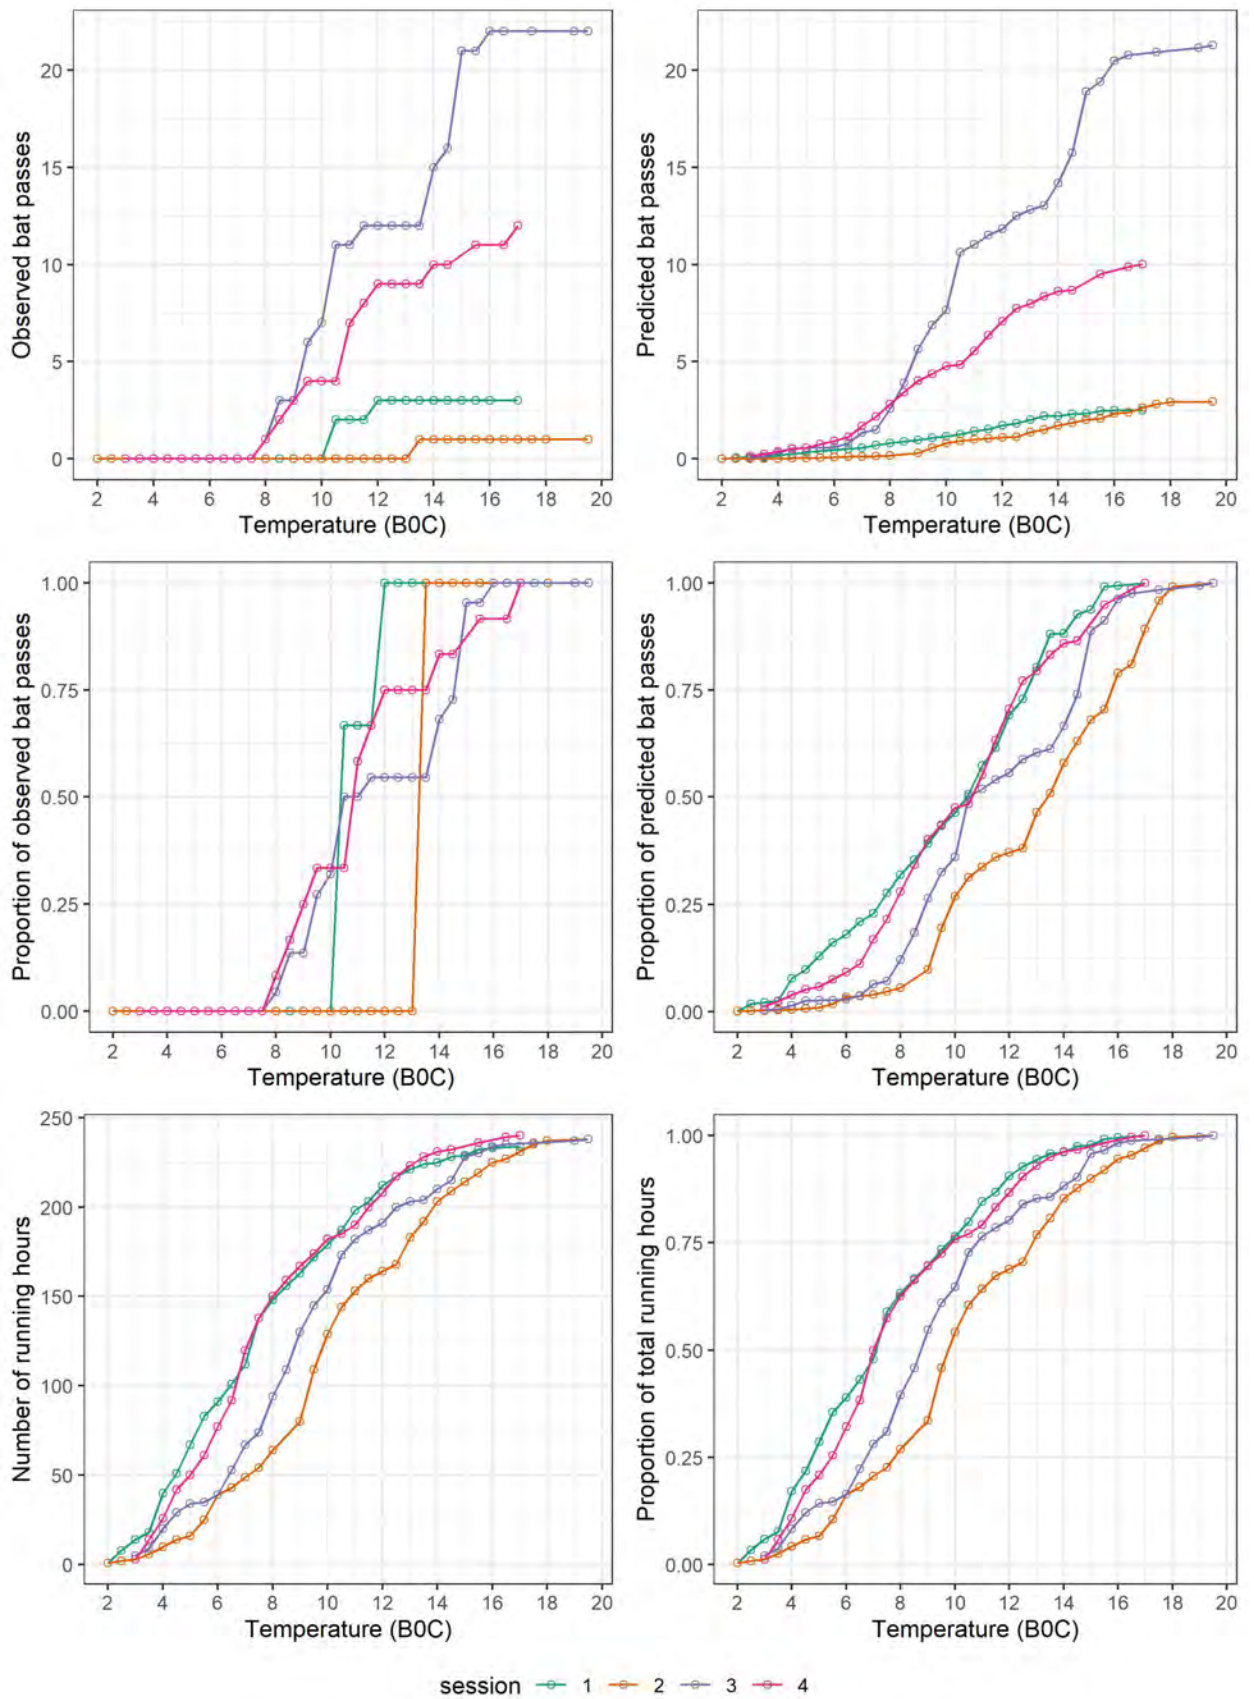 Observed bat passes
20
15
10
5
0
2 4 6 8 10 12 14 16 18 20
Temperature (B0C)
Predicted bat passes
20
15
10
5
0
2 4 6 8 10 12 14 16 18 20
Temperature (B0C)
Proportion of observed bat passes
1.00
0.75
0.50
0.25
0.00
2 4 6 8 10 12 14 16 18 20
Temperature (B0C)
Proportion of predicted bat passes
1.00
0.75
0.50
0.25
0.00
2 4 6 8 10 12 14 16 18 20
Temperature (B0C)
Number of running hours
250
200
150
100
50
0
2 4 6 8 10 12 14 16 18 20
Temperature (B0C)
Proportion of total running hours
1.00
0.75
0.50
0.25
0.00
2 4 6 8 10 12 14 16 18 20
Temperature (B0C)
session 1 2 3 4